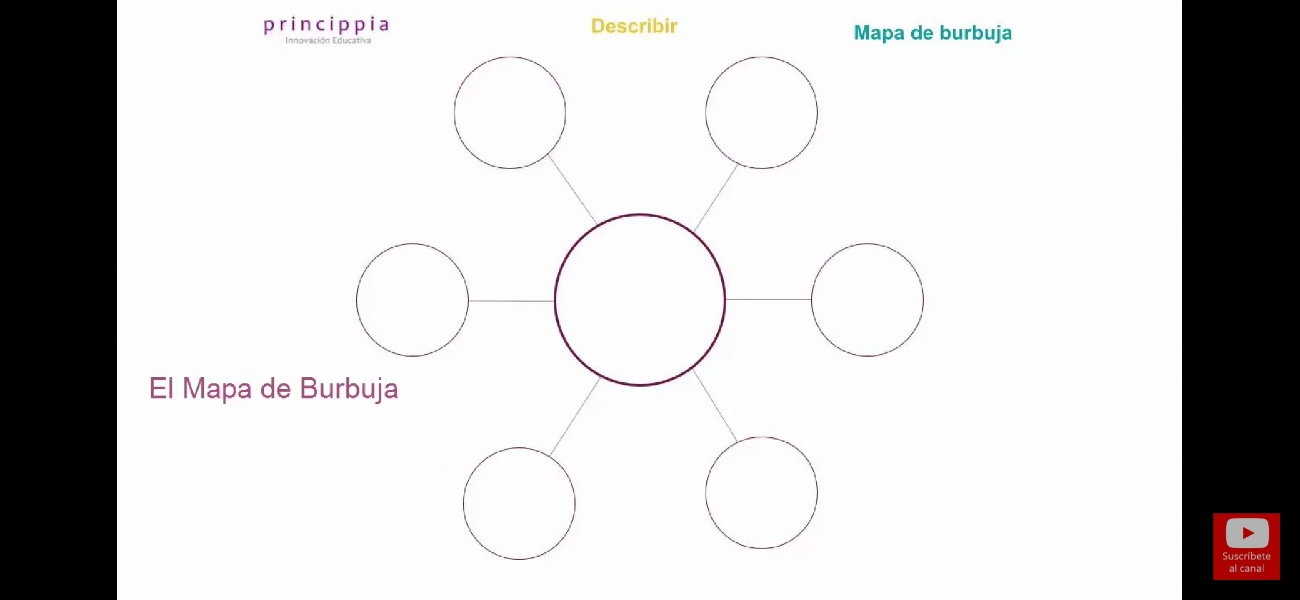 princippia
Innovación Educativa
Describir
Mapa de burbuja
El Mapa de Burbuja
Suscríbete
al canal